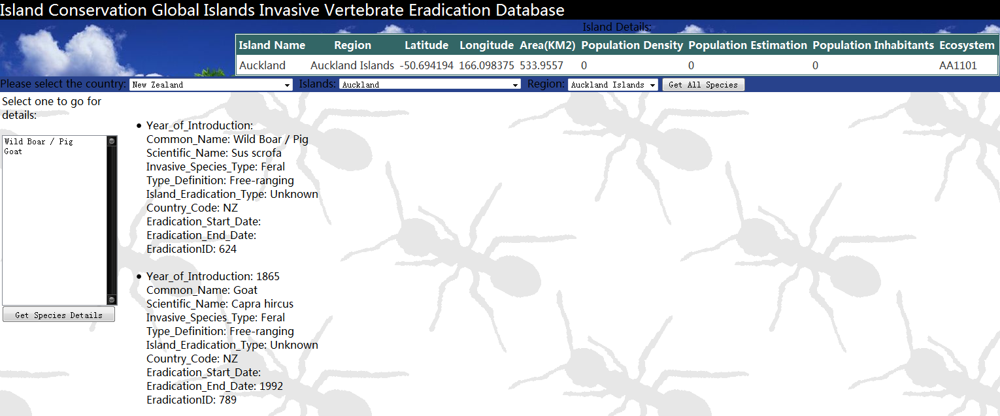 Island Conservation Global Islands Invasive Vertebrate Eradication Database
Island Details:
Island Name Region Latitude Longitude Area(KM2) Population Density Population Estimation Population Inhabitants Ecosystem
Auckland Auckland Islands -50.694194 166.098375 533.9557 0 0 0 AA1101
Please select the country: New Zealand Islands: Auckland Region: Auckland Islands Get All Species
Select one to go for
details:
Wild Boar / Pig
Goat
Get Species Details
Year_of_Introduction:
Common_Name: Wild Boar / Pig
Scientific_Name: Sus scrofa
Invasive_Species_Type: Feral
Type_Definition: Free-ranging
Island_Eradication_Type: Unknown
Country_Code: NZ
Eradication_Start_Date:
Eradication_End_Date:
EradicationID: 624
Year_of_Introduction: 1865
Common_Name: Goat
Scientific_Name: Capra hircus
Invasive_Species_Type: Feral
Type_Definition: Free-ranging
Island_Eradication_Type: Unknown
Country_Code: NZ
Eradication_Start_Date:
Eradication_End_Date: 1992
EradicationID: 789